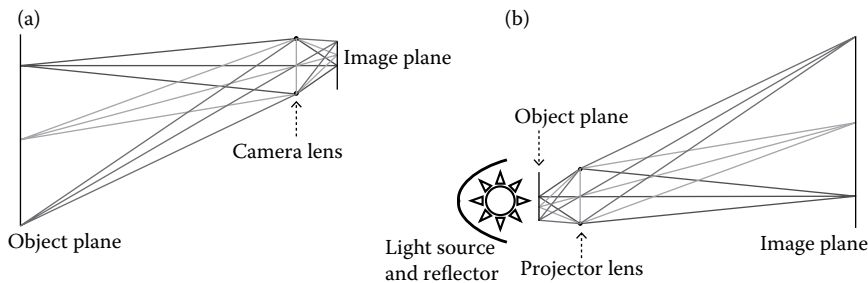 (a)
Image plane
Camera lens
Object plane
(b)
Object plane
Light source
and reflector
Projector lens
Image plane